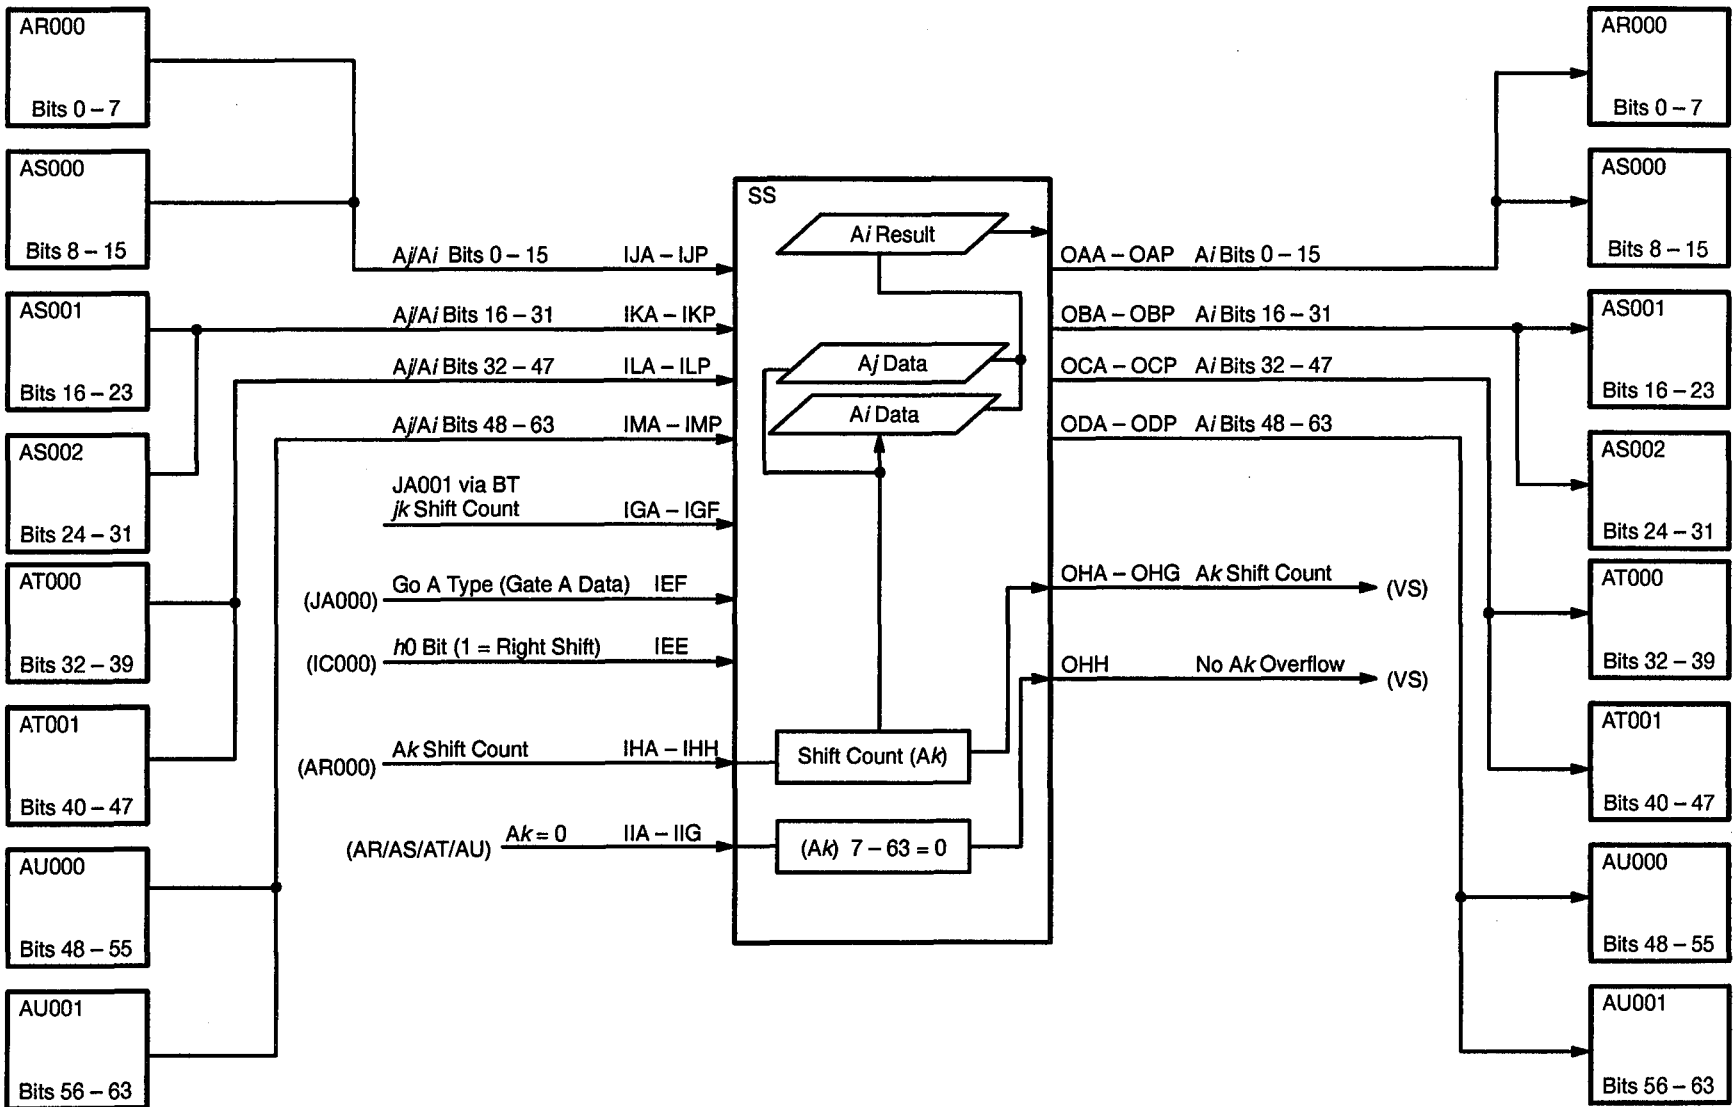 AR000
Bits 0 – 7
AS000
Bits 8 – 15
AS001
Bits 16 – 23
AS002
Bits 24 – 31
AT000
Bits 32 – 39
AT001
Bits 40 – 47
AU000
Bits 48 – 55
AU001
Bits 56 – 63
Aj/Ai Bits 0 – 15 IJA – IJP
Aj/Ai Bits 16 – 31 IKA – IKP
Aj/Ai Bits 32 – 47 ILA – ILP
Aj/Ai Bits 48 – 63 IMA – IMP
JA001 via BT
jk Shift Count IGA – IGF
(JA000) Go A Type (Gate A Data) IEF
(IC000) h0 Bit (1 = Right Shift) IEE
(AR000) Ak Shift Count IHA – IHH
(AR/AS/AT/AU) Ak = 0 IIA – IIG
SS
Ai Result
Aj Data
Ai Data
Shift Count (Ak)
(Ak) 7 – 63 = 0
OAA – OAP Ai Bits 0 – 15
OBA – OBP Ai Bits 16 – 31
OCA – OCP Ai Bits 32 – 47
ODA – ODP Ai Bits 48 – 63
OHA – OHG Ak Shift Count (VS)
OHH No Ak Overflow (VS)
AR000
Bits 0 – 7
AS000
Bits 8 – 15
AS001
Bits 16 – 23
AS002
Bits 24 – 31
AT000
Bits 32 – 39
AT001
Bits 40 – 47
AU000
Bits 48 – 55
AU001
Bits 56 – 63